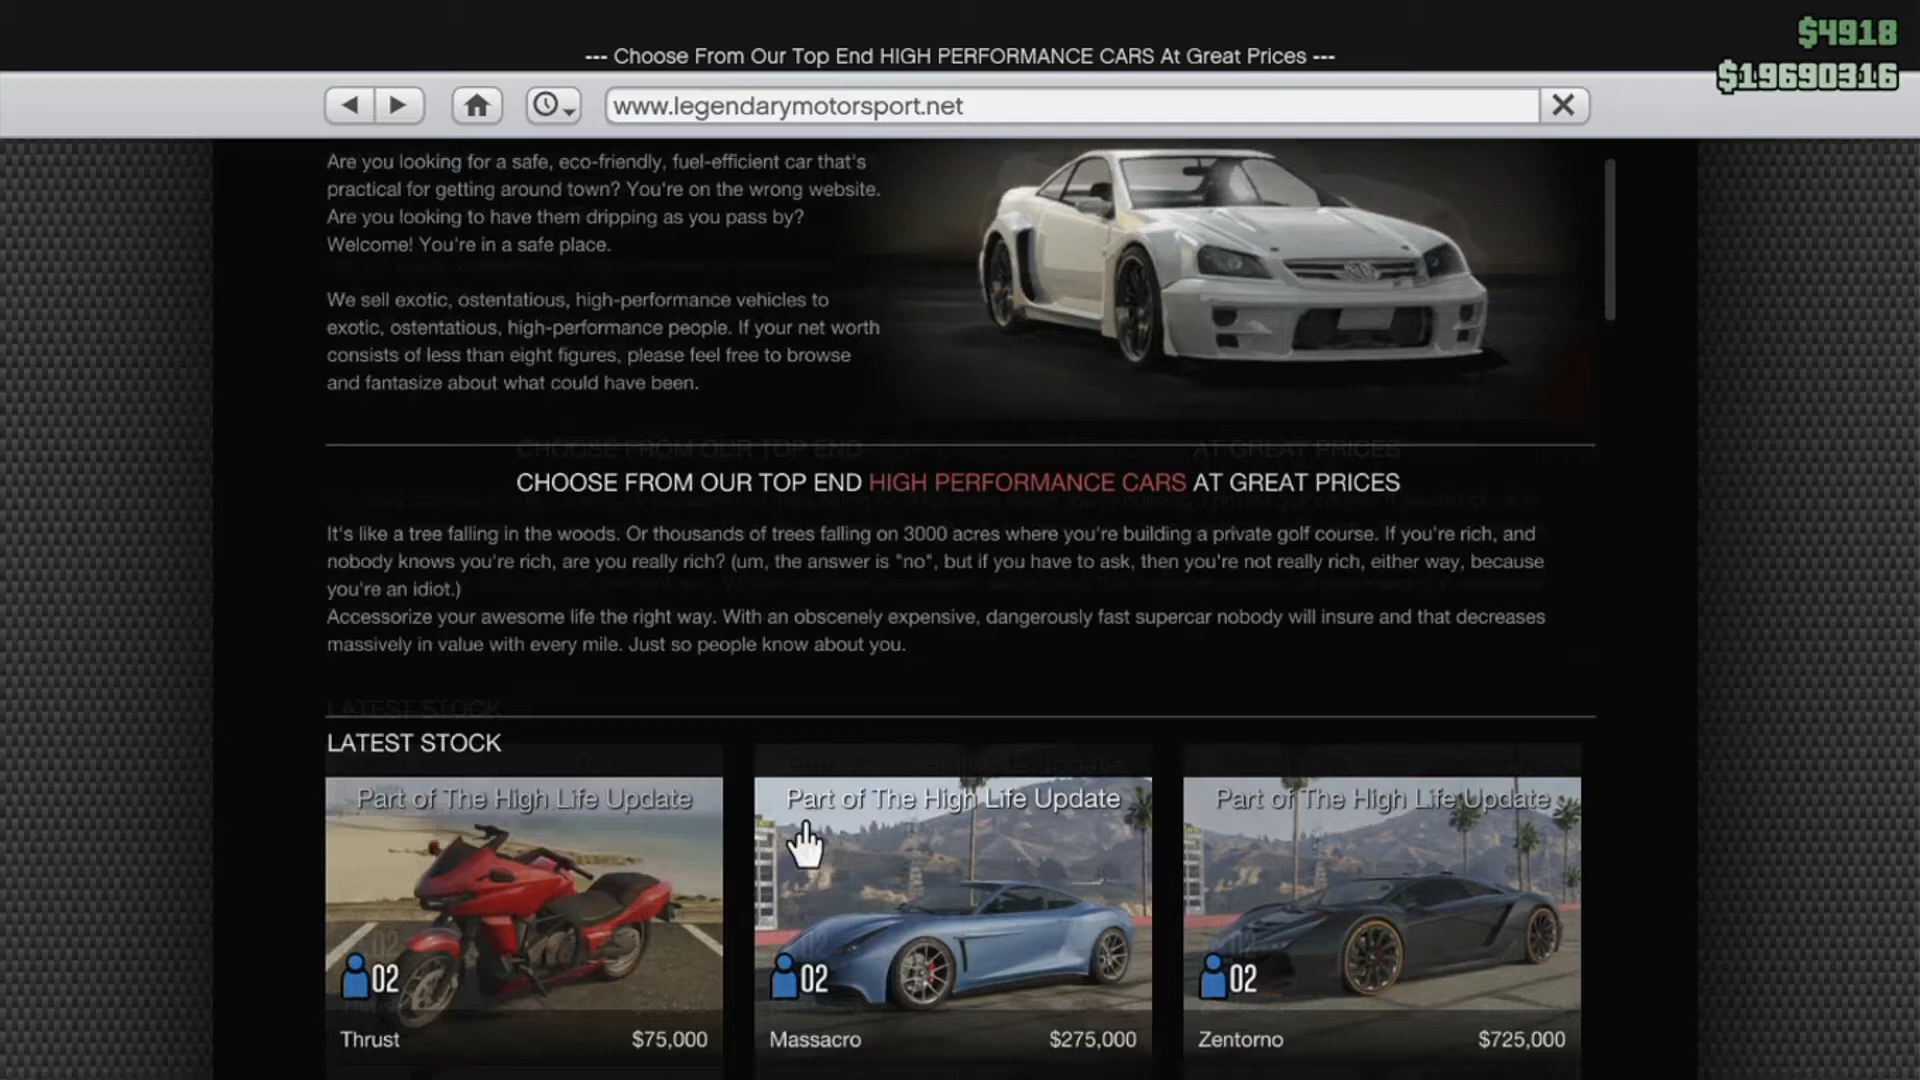 $4918
--- Choose From Our Top End HIGH PERFORMANCE CARS At Great Prices ---
$19690316
www.legendarymotorsport.net
Are you looking for a safe, eco-friendly, fuel-efficient car that's
practical for getting around town? You're on the wrong website.
Are you looking to have them dripping as you pass by?
Welcome! You're in a safe place.
We sell exotic, ostentatious, high-performance vehicles to
exotic, ostentatious, high-performance people. If your net worth
consists of less than eight figures, please feel free to browse
and fantasize about what could have been.
CHOOSE FROM OUR TOP END HIGH PERFORMANCE CARS AT GREAT PRICES
It's like a tree falling in the woods. Or thousands of trees falling on 3000 acres where you're building a private golf course. If you're rich, and
nobody knows you're rich, are you really rich? (um, the answer is "no", but if you have to ask, then you're not really rich, either way, because
you're an idiot.)
Accessorize your awesome life the right way. With an obscenely expensive, dangerously fast supercar nobody will insure and that decreases
massively in value with every mile. Just so people know about you.
LATEST STOCK
Part of The High Life Update
02
Thrust $75,000
Part of The High Life Update
02
Massacro $275,000
Part of The High Life Update
02
Zentorno $725,000